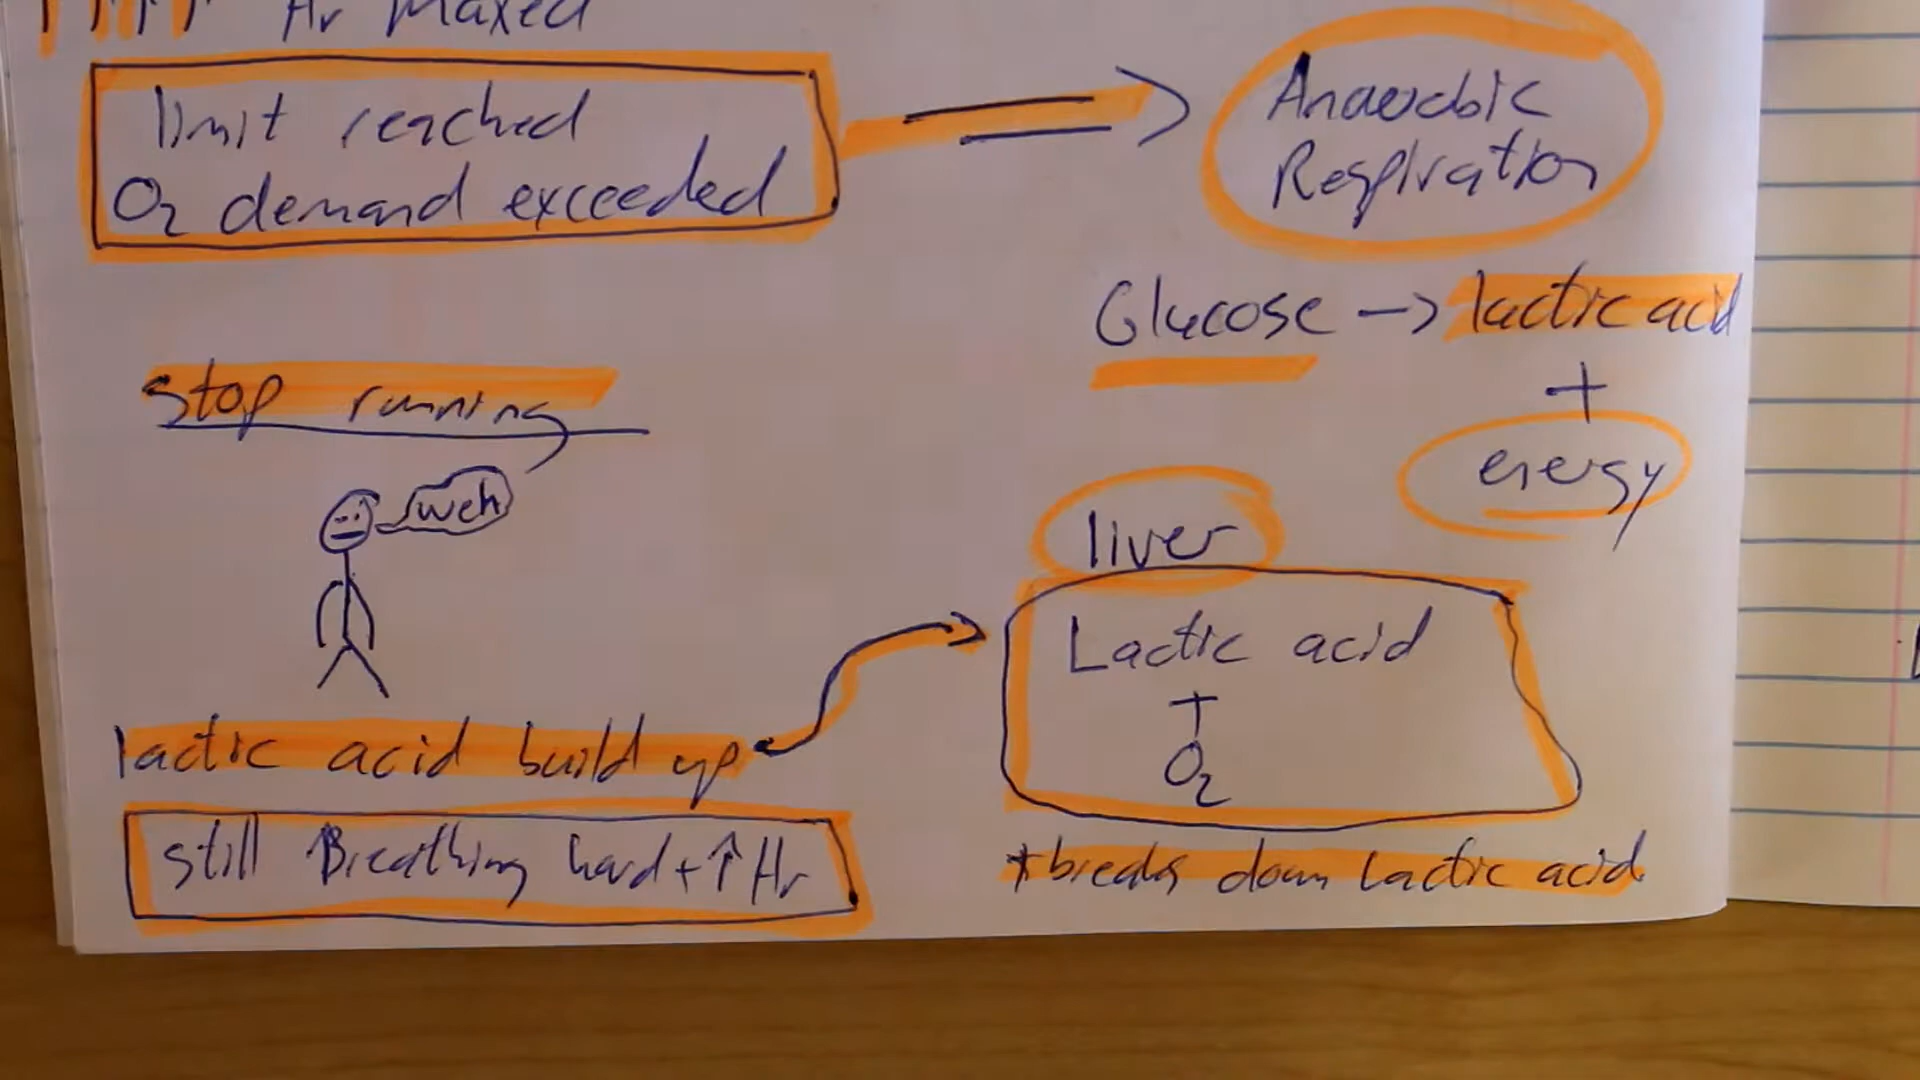 Hr Maxed
limit reached
O₂ demand exceeded
Anaerobic
Respiration
Glucose → lactic acid
+
energy
stop running
weh
liver
Lactic acid
+
O₂
lactic acid build up
still ↑Breathing hard + ↑ Hr
*breaks down Lactic acid.